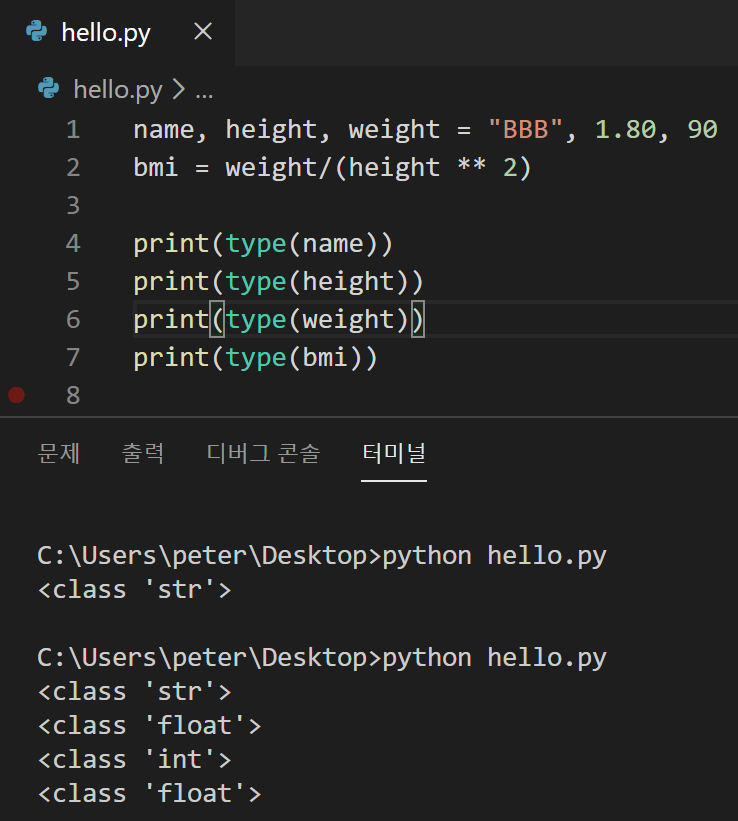 hello.py
hello.py > ...
1 name, height, weight = "BBB", 1.80, 90
2 bmi = weight/(height ** 2)
3
4 print(type(name))
5 print(type(height))
6 print(type(weight))
7 print(type(bmi))
8
문제 출력 디버그 콘솔 터미널
C:\Users\peter\Desktop>python hello.py
<class 'str'>
C:\Users\peter\Desktop>python hello.py
<class 'str'>
<class 'float'>
<class 'int'>
<class 'float'>